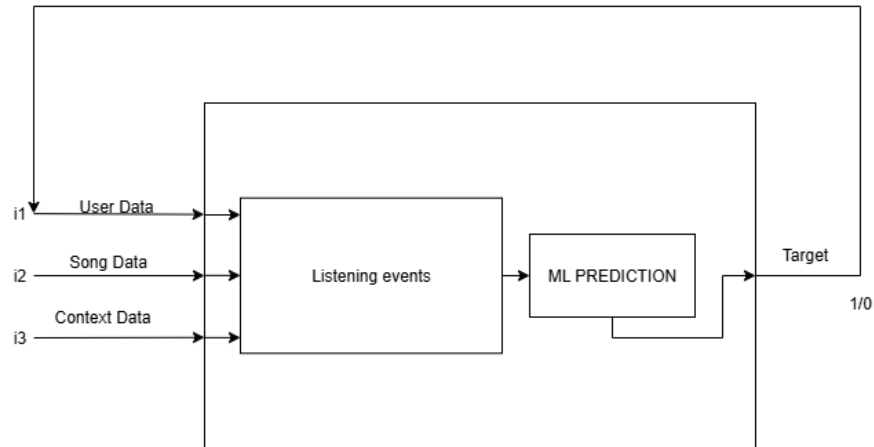 i1
User Data
i2
Song Data
i3
Context Data
Listening events
ML PREDICTION
Target
1/0